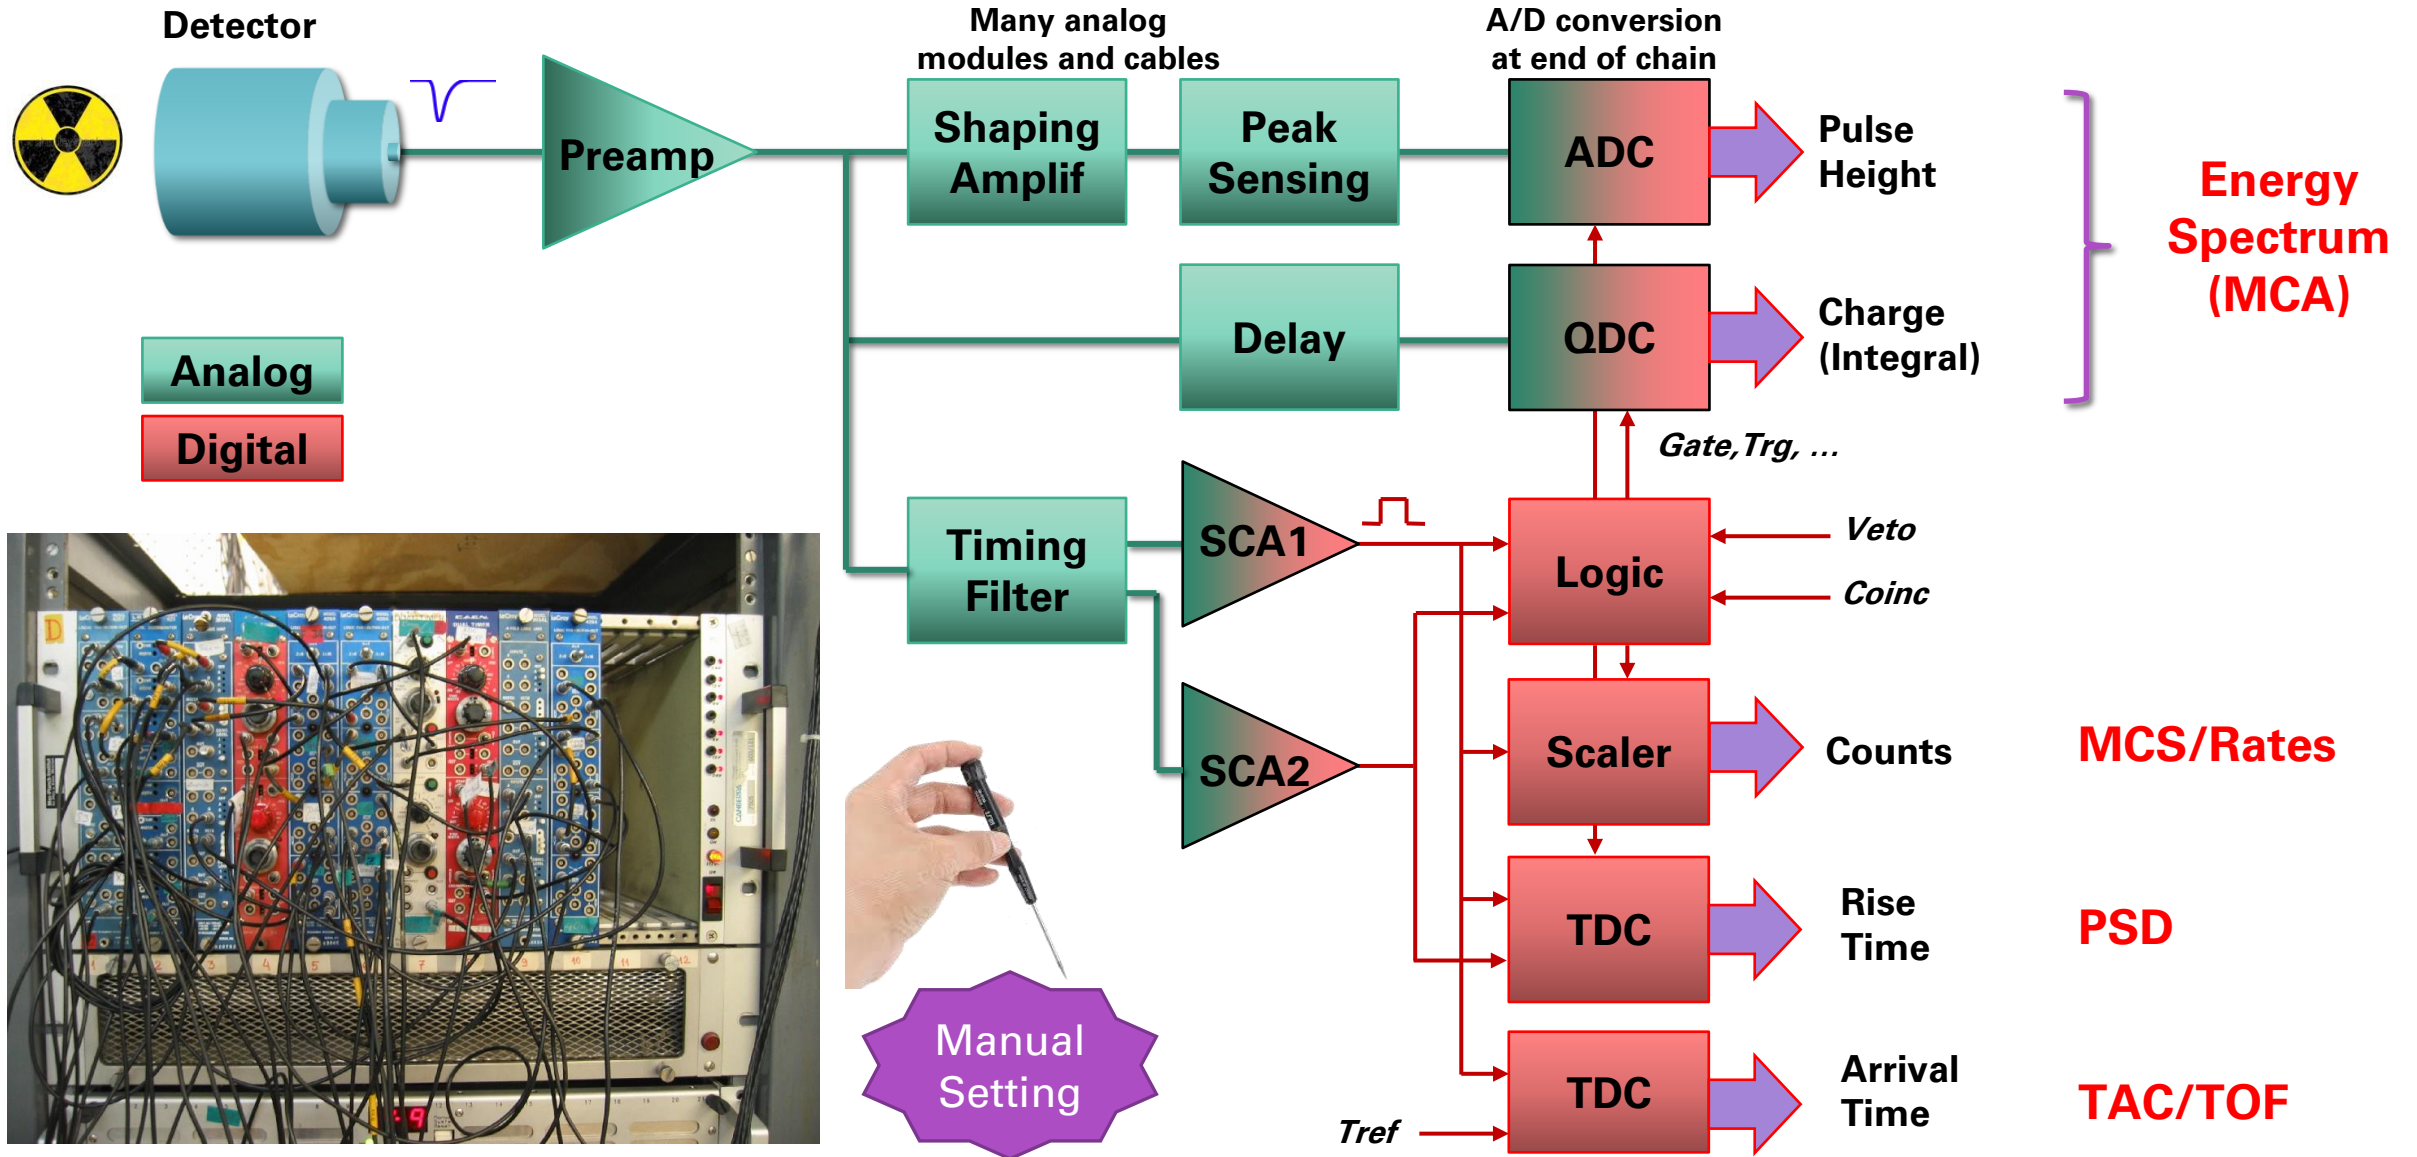 Detector
Many analog
modules and cables
A/D conversion
at end of chain
Preamp
Shaping
Amplif
Peak
Sensing
ADC
Pulse
Height
Energy
Spectrum
(MCA)
Delay
QDC
Charge
(Integral)
Analog
Digital
Gate,Trg, ...
Timing
Filter
SCA1
Logic
Veto
Coinc
SCA2
Scaler
Counts
MCS/Rates
TDC
Rise
Time
PSD
Manual
Setting
TDC
Arrival
Time
TAC/TOF
Tref